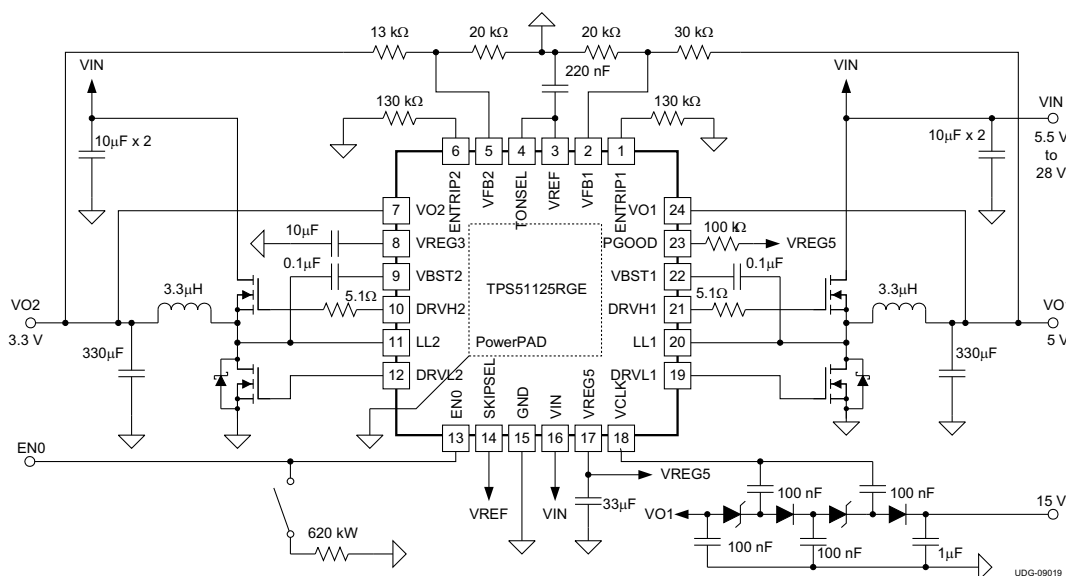 13 kΩ 20 kΩ 20 kΩ 30 kΩ
VIN
220 nF
VIN
VIN
130 kΩ
130 kΩ
10μF x 2
10μF x 2
5.5 V
to
28 V
6 5 4 3 2 1
ENTRIP2
VFB2
TONSEL
VREF
VFB1
ENTRIP1
7 VO2
VO1 24
10μF
8 VREG3
PGOOD 23
100 kΩ
VREG5
0.1μF
9 VBST2
VBST1 22
0.1μF
TPS51125RGE
3.3μH
5.1Ω
10 DRVH2
DRVH1 21
5.1Ω
3.3μH
VO2
3.3 V
VO1
5 V
11 LL2
PowerPAD
LL1 20
330μF
330μF
12 DRVL2
DRVL1 19
EN0
SKIPSEL
GND
VIN
VREG5
VCLK
13 14 15 16 17 18
EN0
VREG5
VREF
VIN
33μF
100 nF
100 nF
VO1
15 V
620 kW
100 nF
100 nF
1μF
UDG-09019